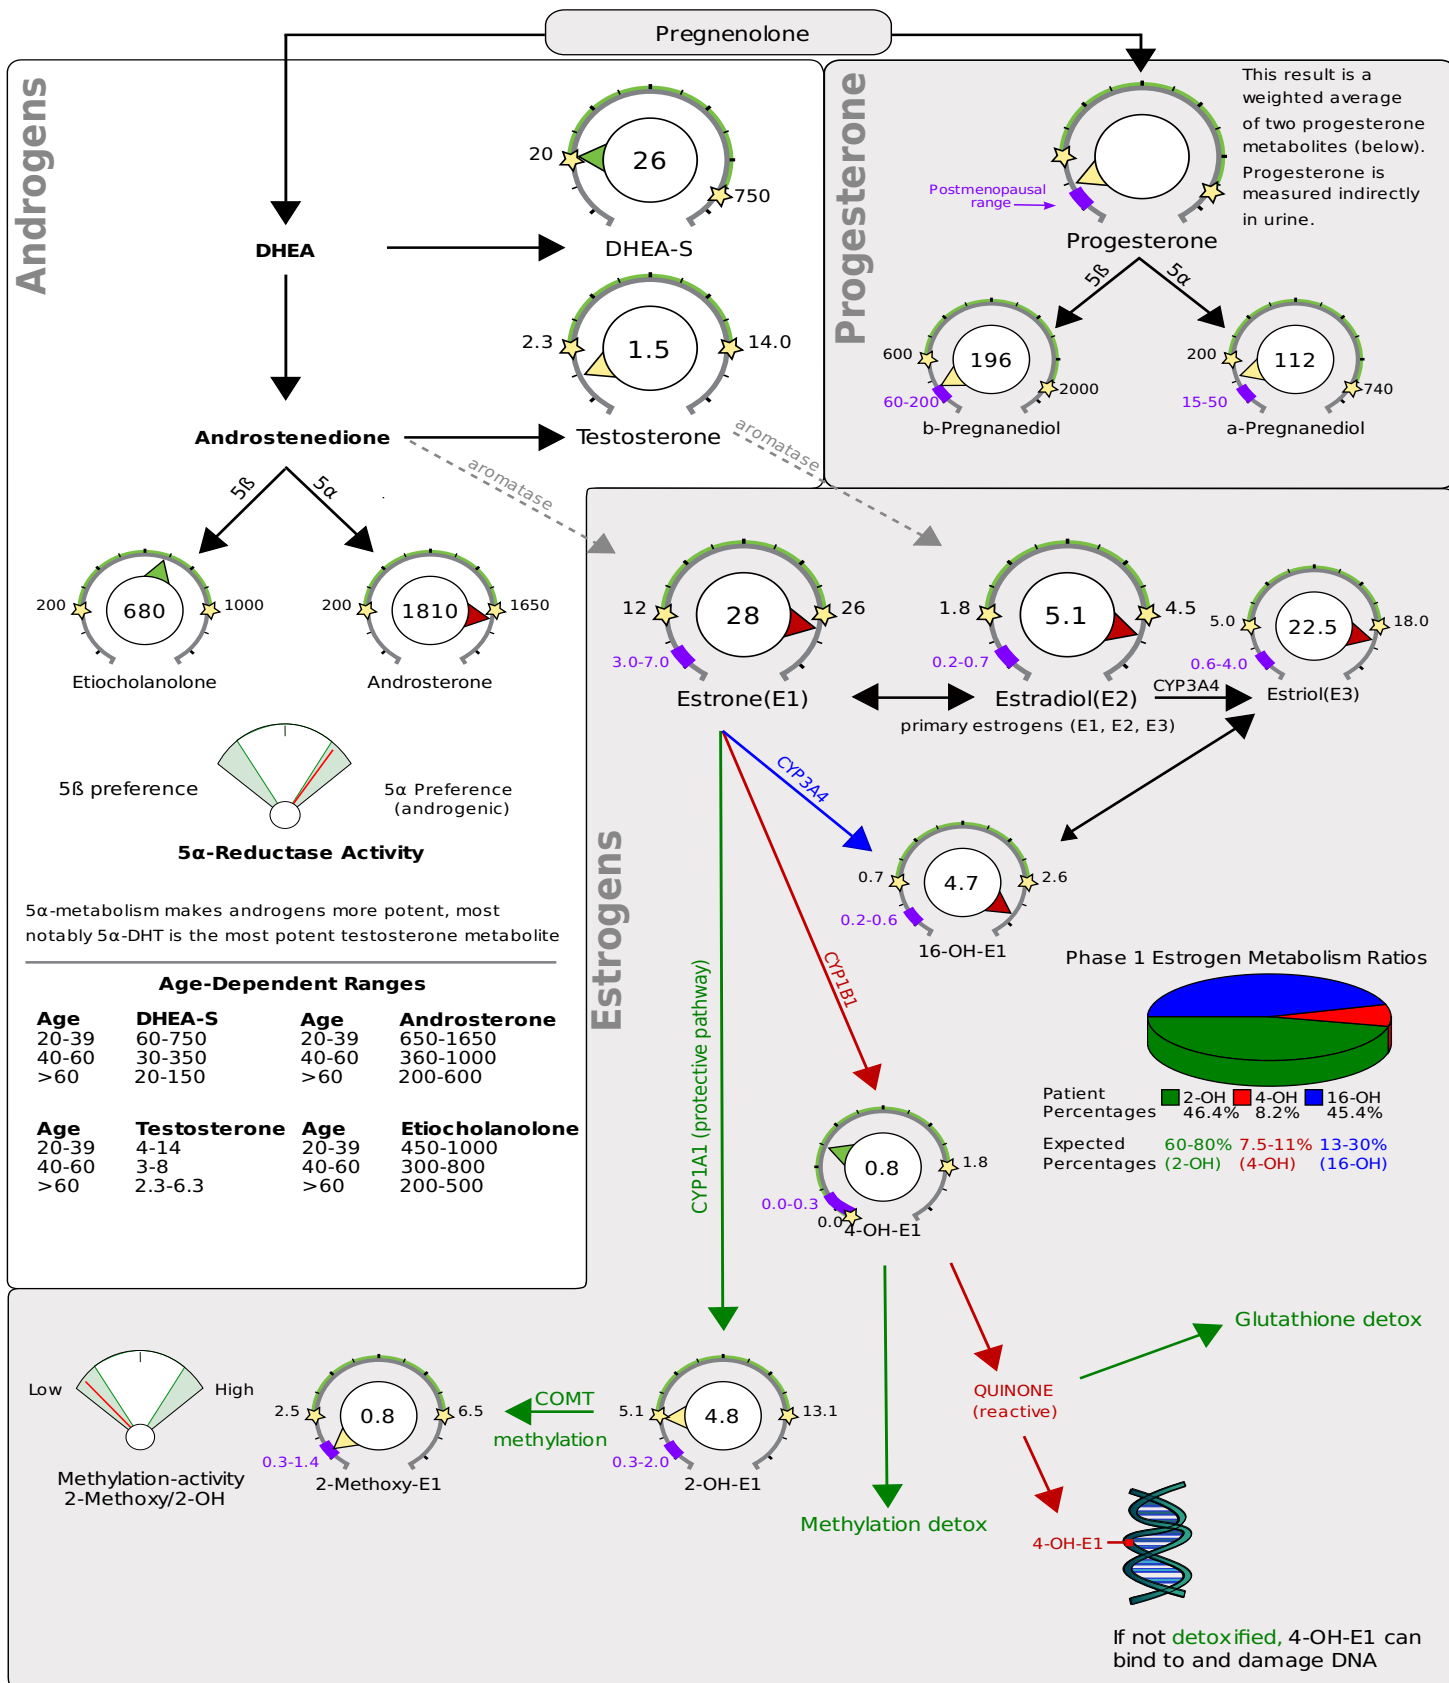 Pregnenolone
Androgens
DHEA
20
26
750
DHEA-S
2.3
1.5
14.0
Testosterone
Androstenedione
aromatase
aromatase
5ß
5α
200
680
1000
Etiocholanolone
200
1810
1650
Androsterone
5ß preference
5α Preference
(androgenic)
5α-Reductase Activity
5α-metabolism makes androgens more potent, most
notably 5α-DHT is the most potent testosterone metabolite
Age-Dependent Ranges
Age DHEA-S Age Androsterone
20-39 60-750 20-39 650-1650
40-60 30-350 40-60 360-1000
>60 20-150 >60 200-600
Age Testosterone Age Etiocholanolone
20-39 4-14 20-39 450-1000
40-60 3-8 40-60 300-800
>60 2.3-6.3 >60 200-500
Progesterone
This result is a
weighted average
of two progesterone
metabolites (below).
Progesterone is
measured indirectly
in urine.
Postmenopausal
range
Progesterone
5ß
5α
600
196
2000
60-200
b-Pregnanediol
200
112
740
15-50
a-Pregnanediol
Estrogens
12
28
26
3.0-7.0
Estrone(E1)
1.8
5.1
4.5
0.2-0.7
Estradiol(E2)
5.0
22.5
18.0
0.6-4.0
Estriol(E3)
CYP3A4
primary estrogens (E1, E2, E3)
CYP3A4
0.7
4.7
2.6
0.2-0.6
16-OH-E1
CYP1B1
CYP1A1 (protective pathway)
Phase 1 Estrogen Metabolism Ratios
Patient
Percentages
2-OH 4-OH 16-OH
46.4% 8.2% 45.4%
Expected
Percentages
60-80% 7.5-11% 13-30%
(2-OH) (4-OH) (16-OH)
0.8
1.8
0.0-0.3
0.0
4-OH-E1
Low
High
Methylation-activity
2-Methoxy/2-OH
2.5
0.8
6.5
0.3-1.4
2-Methoxy-E1
COMT
methylation
5.1
4.8
13.1
0.3-2.0
2-OH-E1
Methylation detox
QUINONE
(reactive)
Glutathione detox
4-OH-E1
If not detoxified, 4-OH-E1 can
bind to and damage DNA